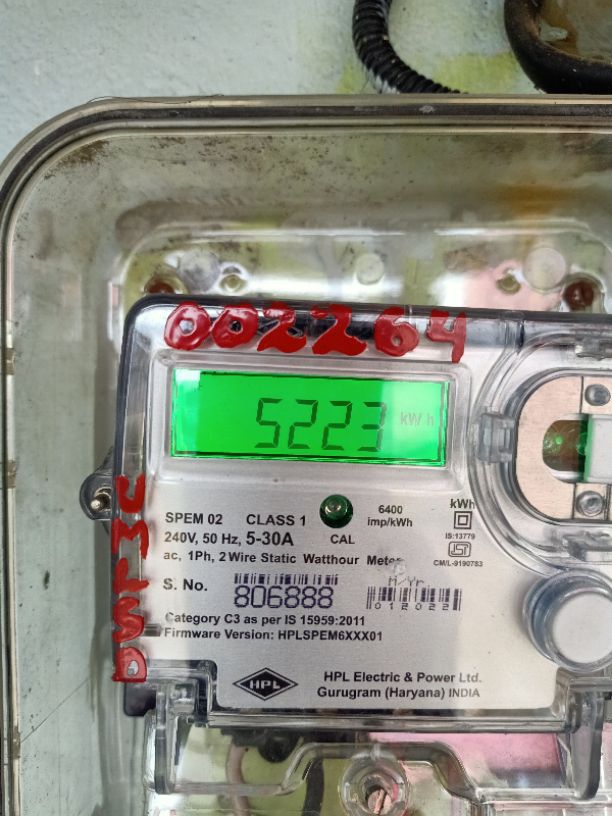 002264
5223 kWh
UMLSD
SPEM 02 CLASS 1
240V, 50 Hz, 5-30A
ac, 1Ph, 2 Wire Static Watthour Meter
CAL
6400
imp/kWh
kWh
IS:13779
ISI
CM/L-9190783
S. No. 806888
M/Yr
012022
Category C3 as per IS 15959:2011
Firmware Version: HPLSPEM6XXX01
HPL
HPL Electric & Power Ltd.
Gurugram (Haryana) INDIA